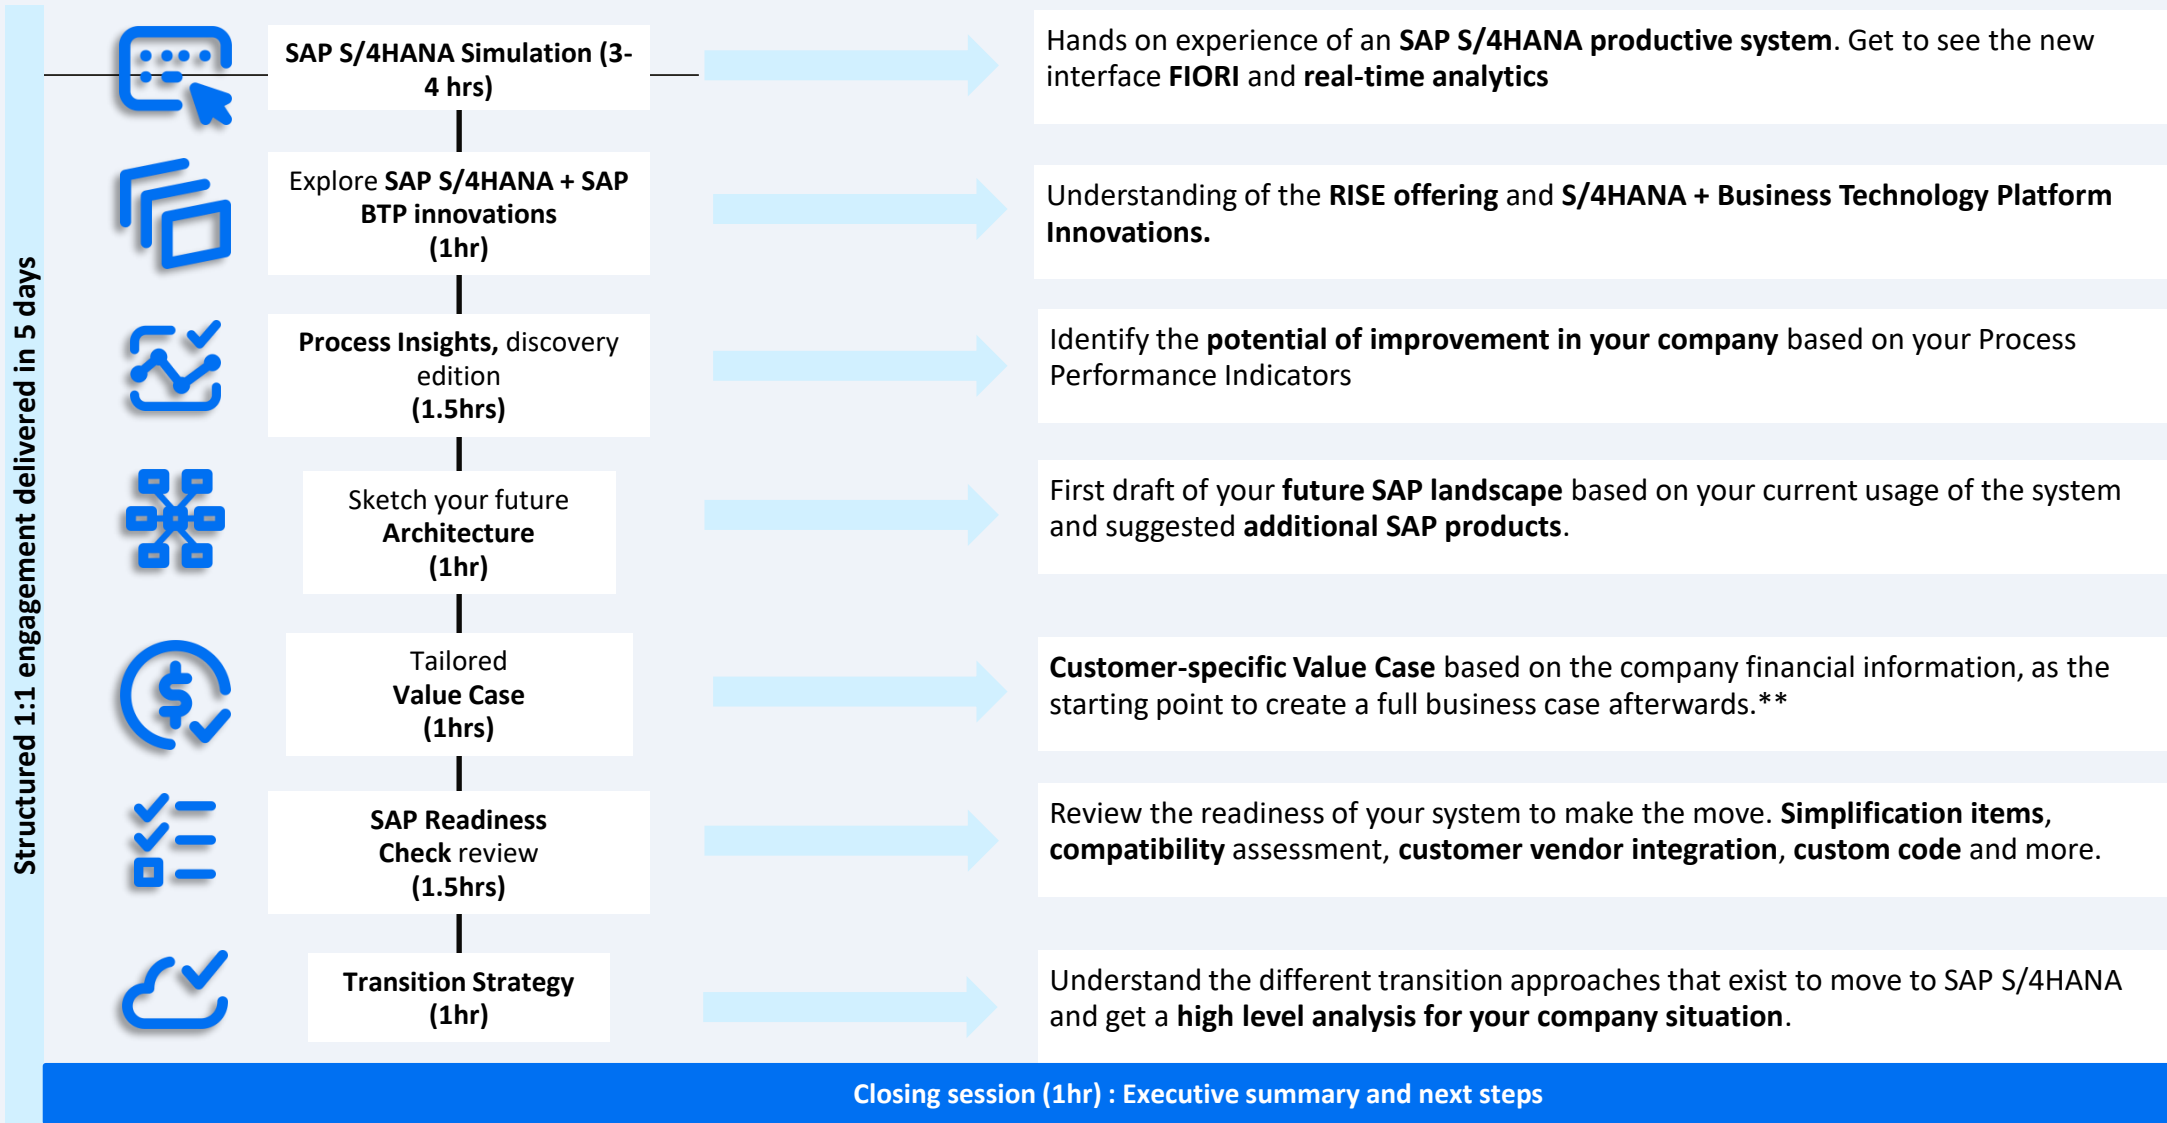 Structured 1:1 engagement delivered in 5 days
SAP S/4HANA Simulation (3-
4 hrs)
Hands on experience of an SAP S/4HANA productive system. Get to see the new
interface FIORI and real-time analytics
Explore SAP S/4HANA + SAP
BTP innovations
(1hr)
Understanding of the RISE offering and S/4HANA + Business Technology Platform
Innovations.
Process Insights, discovery
edition
(1.5hrs)
Identify the potential of improvement in your company based on your Process
Performance Indicators
Sketch your future
Architecture
(1hr)
First draft of your future SAP landscape based on your current usage of the system
and suggested additional SAP products.
Tailored
Value Case
(1hrs)
Customer-specific Value Case based on the company financial information, as the
starting point to create a full business case afterwards.**
SAP Readiness
Check review
(1.5hrs)
Review the readiness of your system to make the move. Simplification items,
compatibility assessment, customer vendor integration, custom code and more.
Transition Strategy
(1hr)
Understand the different transition approaches that exist to move to SAP S/4HANA
and get a high level analysis for your company situation.
Closing session (1hr) : Executive summary and next steps